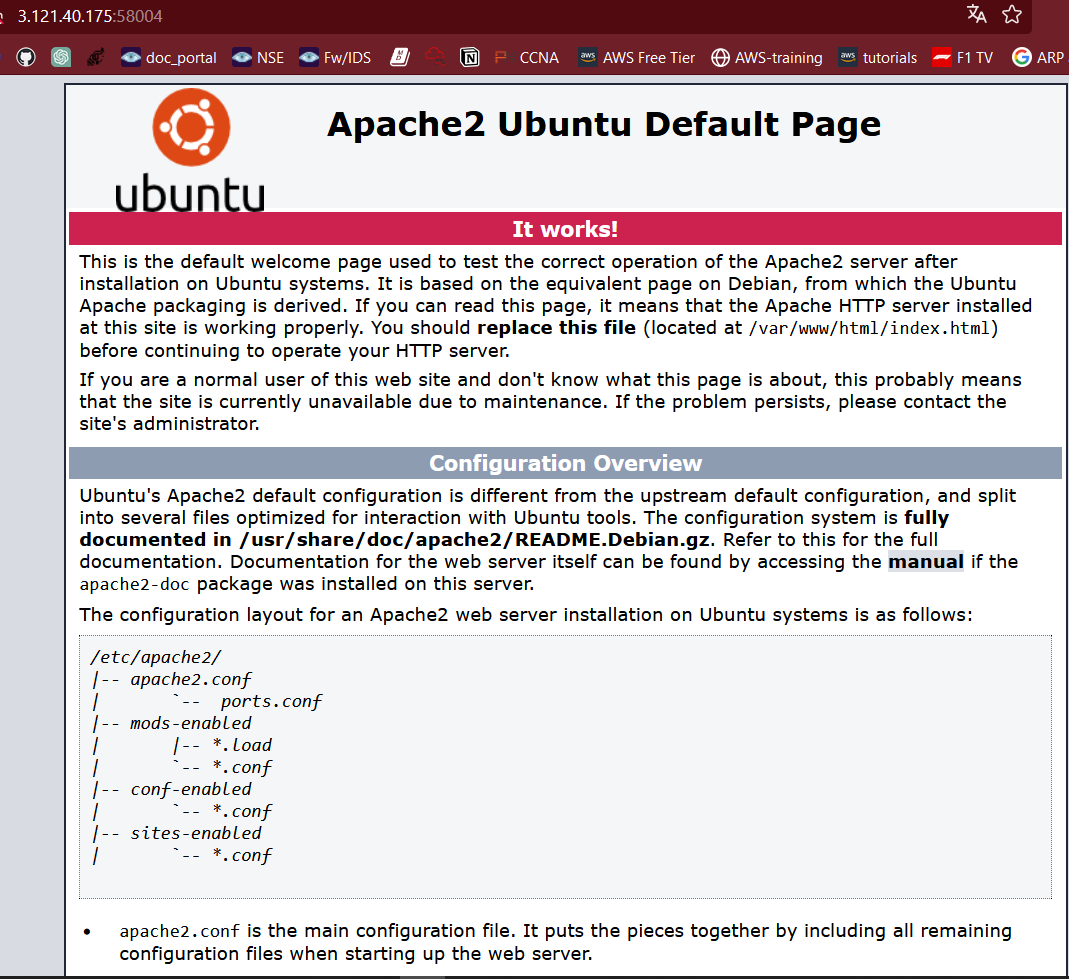 3.121.40.175:58004
doc_portal NSE Fw/IDS CCNA aws AWS Free Tier AWS-training aws tutorials F1 TV ARP
ubuntu
Apache2 Ubuntu Default Page
It works!
This is the default welcome page used to test the correct operation of the Apache2 server after
installation on Ubuntu systems. It is based on the equivalent page on Debian, from which the Ubuntu
Apache packaging is derived. If you can read this page, it means that the Apache HTTP server installed
at this site is working properly. You should replace this file (located at /var/www/html/index.html)
before continuing to operate your HTTP server.
If you are a normal user of this web site and don't know what this page is about, this probably means
that the site is currently unavailable due to maintenance. If the problem persists, please contact the
site's administrator.
Configuration Overview
Ubuntu's Apache2 default configuration is different from the upstream default configuration, and split
into several files optimized for interaction with Ubuntu tools. The configuration system is fully
documented in /usr/share/doc/apache2/README.Debian.gz. Refer to this for the full
documentation. Documentation for the web server itself can be found by accessing the manual if the
apache2-doc package was installed on this server.
The configuration layout for an Apache2 web server installation on Ubuntu systems is as follows:
/etc/apache2/
|-- apache2.conf
|       `--  ports.conf
|-- mods-enabled
|       |-- *.load
|       `-- *.conf
|-- conf-enabled
|       `-- *.conf
|-- sites-enabled
|       `-- *.conf
• apache2.conf is the main configuration file. It puts the pieces together by including all remaining
configuration files when starting up the web server.